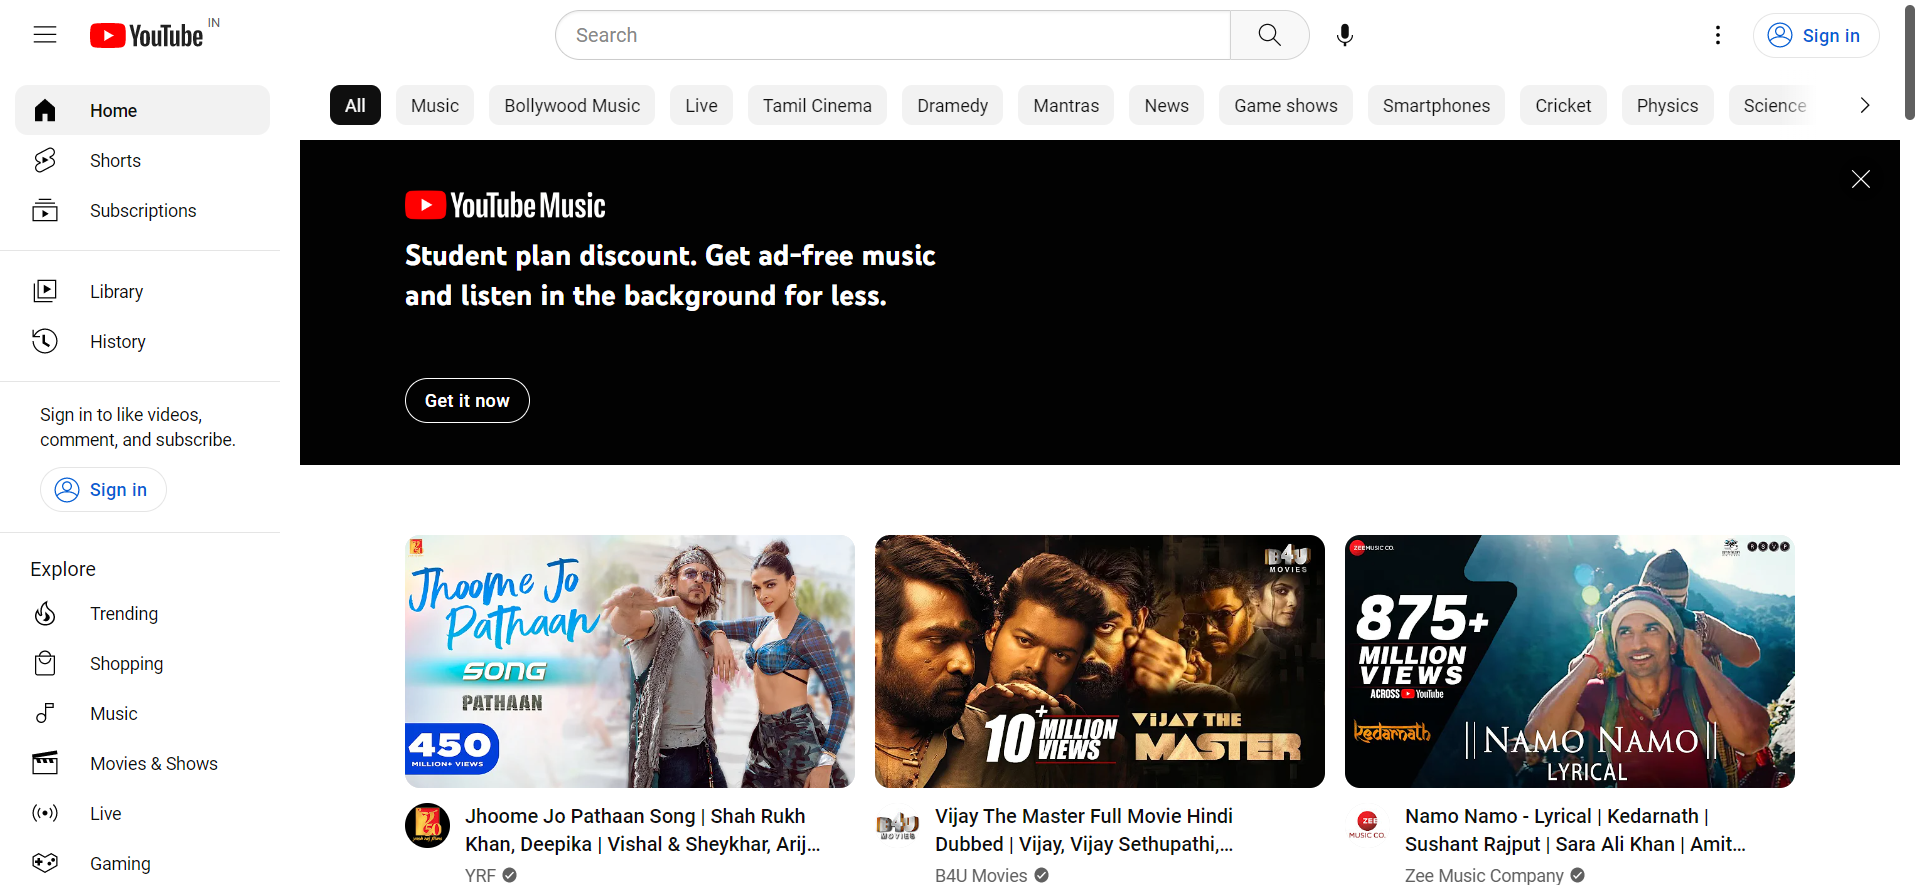 YouTube IN
Search
Sign in
Home
Shorts
Subscriptions
Library
History
Sign in to like videos,
comment, and subscribe.
Sign in
Explore
Trending
Shopping
Music
Movies & Shows
Live
Gaming
All
Music
Bollywood Music
Live
Tamil Cinema
Dramedy
Mantras
News
Game shows
Smartphones
Cricket
Physics
Science
YouTube Music
Student plan discount. Get ad-free music
and listen in the background for less.
Get it now
Jhoome Jo
Pathaan
SONG
PATHAAN
450
MILLION+ VIEWS
Jhoome Jo Pathaan Song | Shah Rukh
Khan, Deepika | Vishal & Sheykhar, Arij...
YRF
B4U
MOVIES
10+ MILLION
VIEWS
VIJAY THE
MASTER
B4U
MOVIES
Vijay The Master Full Movie Hindi
Dubbed | Vijay, Vijay Sethupathi,...
B4U Movies
ZEE MUSIC CO.
RSVP
875+
MILLION
VIEWS
ACROSS YouTube
Kedarnath
|| NAMO NAMO ||
LYRICAL
ZEE
MUSIC CO.
Namo Namo - Lyrical | Kedarnath |
Sushant Rajput | Sara Ali Khan | Amit...
Zee Music Company